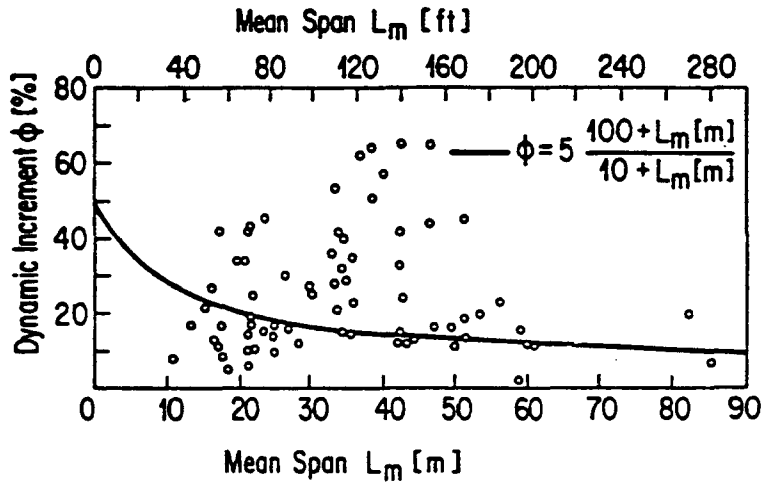 Mean Span Lm [ft]
0 40 80 120 160 200 240 280
80
60
40
20
0 10 20 30 40 50 60 70 80 90
Dynamic Increment ϕ [%]
ϕ = 5 (100 + Lm[m]) / (10 + Lm[m])
Mean Span Lm [m]